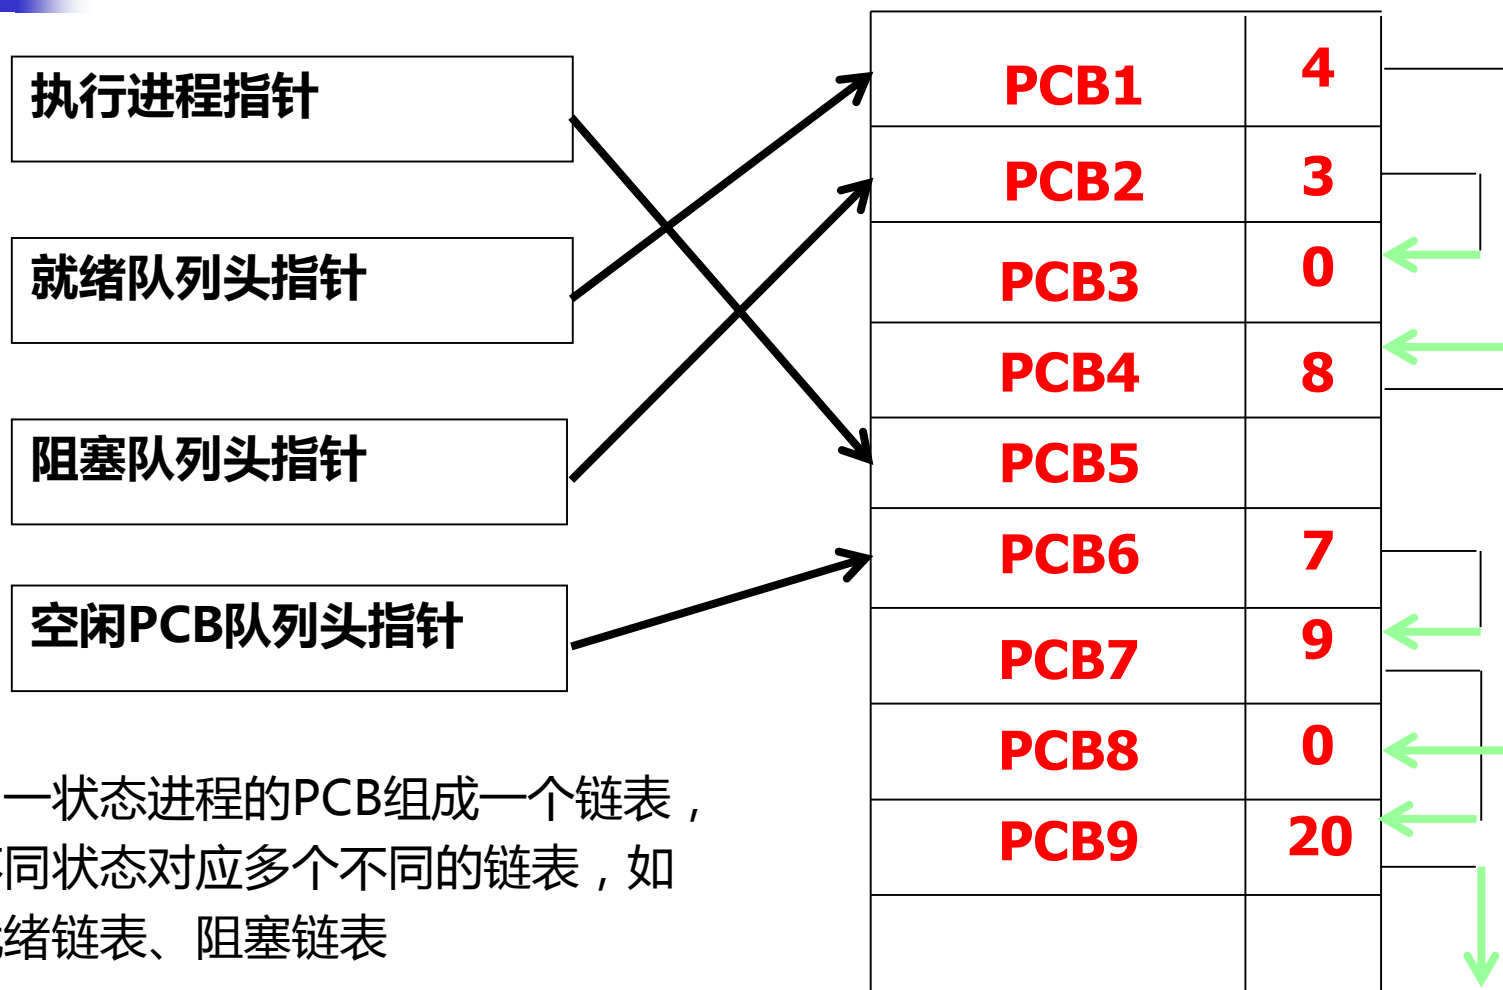 执行进程指针
就绪队列头指针
阻塞队列头指针
空闲PCB队列头指针
一状态进程的PCB组成一个链表，
不同状态对应多个不同的链表，如
就绪链表、阻塞链表
PCB1 4
PCB2 3
PCB3 0
PCB4 8
PCB5
PCB6 7
PCB7 9
PCB8 0
PCB9 20